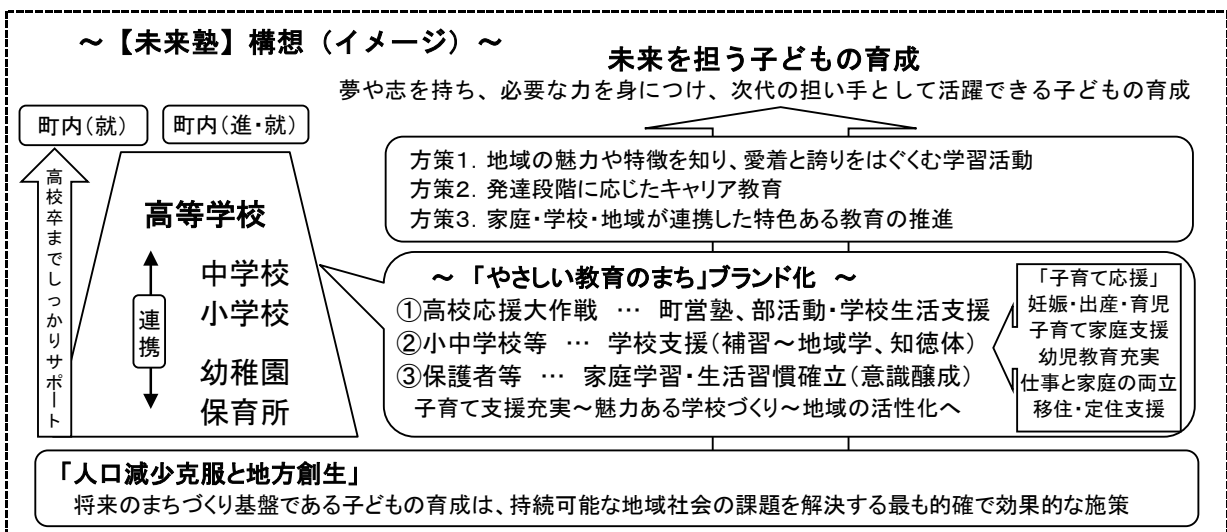 ～【未来塾】構想（イメージ）～
未来を担う子どもの育成
夢や志を持ち、必要な力を身につけ、次代の担い手として活躍できる子どもの育成
町内（就）
町内（進・就）
高校卒までしっかりサポート
高等学校
中学校
小学校
連携
幼稚園
保育所
方策１．地域の魅力や特徴を知り、愛着と誇りをはぐくむ学習活動
方策２．発達段階に応じたキャリア教育
方策３．家庭・学校・地域が連携した特色ある教育の推進
～「やさしい教育のまち」ブランド化～
①高校応援大作戦 … 町営塾、部活動・学校生活支援
②小中学校等 … 学校支援（補習～地域学、知徳体）
③保護者等 … 家庭学習・生活習慣確立（意識醸成）
子育て支援充実～魅力ある学校づくり～地域の活性化へ
「子育て応援」
妊娠・出産・育児
子育て家庭支援
幼児教育充実
仕事と家庭の両立
移住・定住支援
「人口減少克服と地方創生」
将来のまちづくり基盤である子どもの育成は、持続可能な地域社会の課題を解決する最も的確で効果的な施策